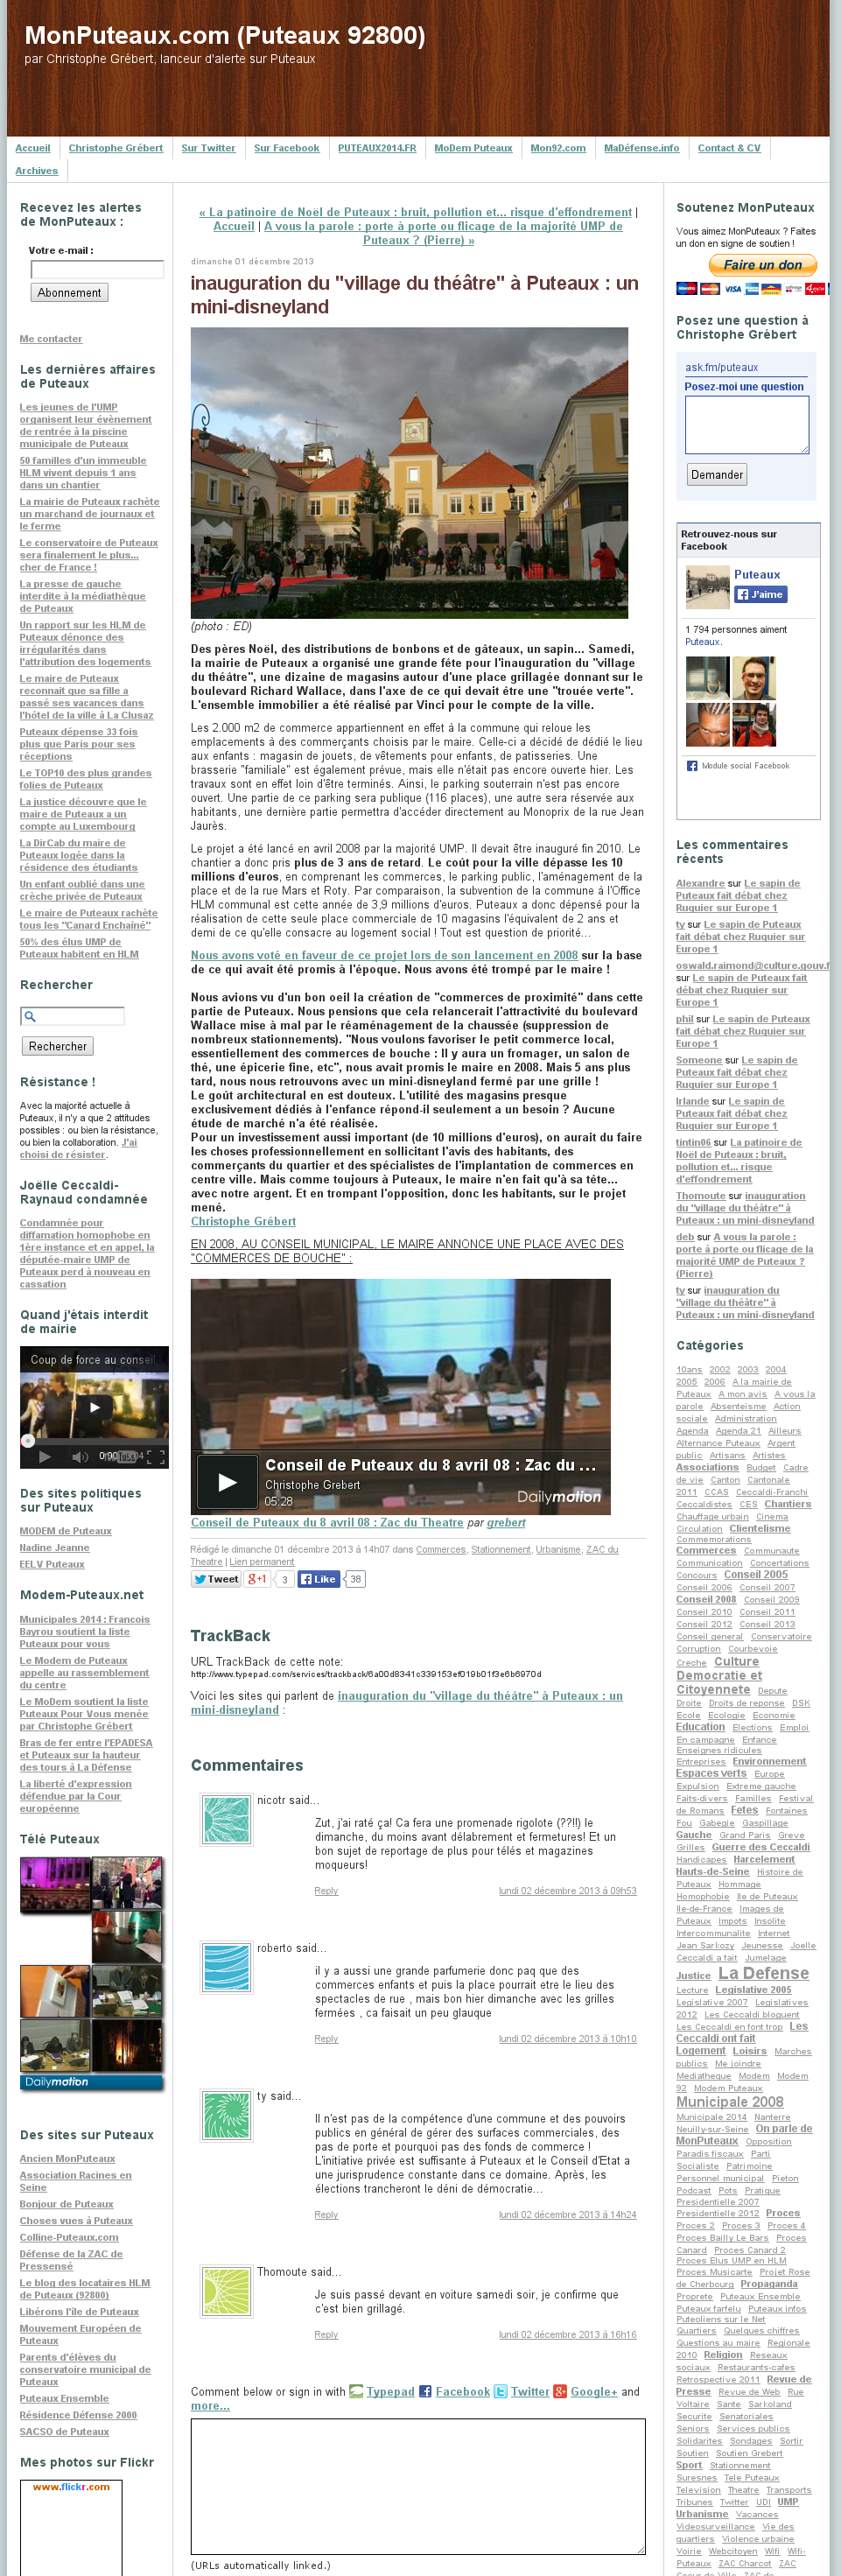 MonPuteaux.com (Puteaux 92800)
par Christophe Grébert, lanceur d'alerte sur Puteaux
Accueil
Christophe Grébert
Sur Twitter
Sur Facebook
PUTEAUX2014.FR
MoDem Puteaux
Mon92.com
MaDéfense.info
Contact & CV
Archives
Recevez les alertes
de MonPuteaux :
Votre e-mail :
Abonnement
Me contacter
Les dernières affaires
de Puteaux
Les jeunes de l'UMP
organisent leur évènement
de rentrée à la piscine
municipale de Puteaux
50 familles d'un immeuble
HLM vivent depuis 1 ans
dans un chantier
La mairie de Puteaux rachète
un marchand de journaux et
le ferme
Le conservatoire de Puteaux
sera finalement le plus...
cher de France !
La presse de gauche
interdite à la médiathèque
de Puteaux
Un rapport sur les HLM de
Puteaux dénonce des
irrégularités dans
l'attribution des logements
Le maire de Puteaux
reconnait que sa fille a
passé ses vacances dans
l'hôtel de la ville à La Clusaz
Puteaux dépense 33 fois
plus que Paris pour ses
réceptions
Le TOP10 des plus grandes
folies de Puteaux
La justice découvre que le
maire de Puteaux a un
compte au Luxembourg
La DirCab du maire de
Puteaux logée dans la
résidence des étudiants
Un enfant oublié dans une
crèche privée de Puteaux
Le maire de Puteaux rachète
tous les "Canard Enchaîné"
50% des élus UMP de
Puteaux habitent en HLM
Rechercher
Rechercher
Résistance !
Avec la majorité actuelle à
Puteaux, il n'y a que 2 attitudes
possibles : ou bien la résistance,
ou bien la collaboration. J'ai
choisi de résister.
Joëlle Ceccaldi-
Raynaud condamnée
Condamnée pour
diffamation homophobe en
1ère instance et en appel, la
députée-maire UMP de
Puteaux perd à nouveau en
cassation
Quand j'étais interdit
de mairie
Coup de force au conseil
Des sites politiques
sur Puteaux
MODEM de Puteaux
Nadine Jeanne
EELV Puteaux
Modem-Puteaux.net
Municipales 2014 : Francois
Bayrou soutient la liste
Puteaux pour vous
Le Modem de Puteaux
appelle au rassemblement
du centre
Le MoDem soutient la liste
Puteaux Pour Vous menée
par Christophe Grébert
Bras de fer entre l'EPADESA
et Puteaux sur la hauteur
des tours à La Défense
La liberté d'expression
défendue par la Cour
européenne
Télé Puteaux
Dailymotion
Des sites sur Puteaux
Ancien MonPuteaux
Association Racines en
Seine
Bonjour de Puteaux
Choses vues à Puteaux
Colline-Puteaux.com
Défense de la ZAC de
Pressensé
Le blog des locataires HLM
de Puteaux (92800)
Libérons l'île de Puteaux
Mouvement Européen de
Puteaux
Parents d'élèves du
conservatoire municipal de
Puteaux
Puteaux Ensemble
Résidence Défense 2000
SACSO de Puteaux
Mes photos sur Flickr
www.flickr.com
« La patinoire de Noël de Puteaux : bruit, pollution et... risque d'effondrement |
Accueil | A vous la parole : porte à porte ou flicage de la majorité UMP de
Puteaux ? (Pierre) »
dimanche 01 décembre 2013
inauguration du "village du théâtre" à Puteaux : un
mini-disneyland
(photo : ED)
Des pères Noël, des distributions de bonbons et de gâteaux, un sapin... Samedi,
la mairie de Puteaux a organisé une grande fête pour l'inauguration du "village
du théâtre", une dizaine de magasins autour d'une place grillagée donnant sur le
boulevard Richard Wallace, dans l'axe de ce qui devait être une "trouée verte".
L'ensemble immobilier a été réalisé par Vinci pour le compte de la ville.
Les 2.000 m2 de commerce appartiennent en effet à la commune qui reloue les
emplacements à des commerçants choisis par le maire. Celle-ci a décidé de dédié le lieu
aux enfants : magasin de jouets, de vêtements pour enfants, de patisseries. Une
brasserie "familiale" est également prévue, mais elle n'était pas encore ouverte hier. Les
travaux sont en effet loin d'être terminés. Ainsi, le parking souterrain n'est pas encore
ouvert. Une partie de ce parking sera publique (116 places), une autre sera réservée aux
habitants, une dernière partie permettra d'accéder directement au Monoprix de la rue Jean
Jaurès.
Le projet a été lancé en avril 2008 par la majorité UMP. Il devait être inauguré fin 2010. Le
chantier a donc pris plus de 3 ans de retard. Le coût pour la ville dépasse les 10
millions d'euros, en comprenant les commerces, le parking public, l'aménagement de la
place et de la rue Mars et Roty. Par comparaison, la subvention de la commune à l'Office
HLM communal est cette année de 3,9 millions d'euros. Puteaux a donc dépensé pour la
réalisation de cette seule place commerciale de 10 magasins l'équivalent de 2 ans et
demi de ce qu'elle consacre au logement social ! Tout est question de priorité...
Nous avons voté en faveur de ce projet lors de son lancement en 2008 sur la base
de ce qui avait été promis à l'époque. Nous avons été trompé par le maire !
Nous avions vu d'un bon oeil la création de "commerces de proximité" dans cette
partie de Puteaux. Nous pensions que cela relancerait l'attractivité du boulevard
Wallace mise à mal par le réaménagement de la chaussée (suppression de
nombreux stationnements). "Nous voulons favoriser le petit commerce local,
essentiellement des commerces de bouche : Il y aura un fromager, un salon de
thé, une épicerie fine, etc", nous avait promis le maire en 2008. Mais 5 ans plus
tard, nous nous retrouvons avec un mini-disneyland fermé par une grille !
Le goût architectural en est douteux. L'utilité des magasins presque
exclusivement dédiés à l'enfance répond-il seulement a un besoin ? Aucune
étude de marché n'a été réalisé.
Pour un investissement aussi important (de 10 millions d'euros), on aurait du faire
les choses sérieusement en sollicitant l'implantation des habitants, des
commerçants du quartier et des spécialistes de l'immobilier commercial de
centre ville. Mais comme toujours à Puteaux, le maire n'en fait qu'à sa tête...
avec notre argent. Et en trompant l'opposition, donc les habitants, sur le projet
mené.
Christophe Grébert
EN 2008, AU CONSEIL MUNICIPAL, LE MAIRE ANNONCE UNE PLACE AVEC DES
"COMMERCES DE BOUCHE" :
Conseil de Puteaux du 8 avril 08 : Zac du ...
Christophe Grebert
05:28
Dailymotion
Conseil de Puteaux du 8 avril 08 : Zac du Theatre par grebert
Rédigé le dimanche 01 décembre 2013 à 14h07 dans Commerces, Stationnement, Urbanisme, ZAC du
Theatre | Lien permanent
Tweet
+1
3
Like
38
TrackBack
URL TrackBack de cette note:
http://www.typepad.com/services/trackback/6a00d8341c339153ef019b01f3e6b6970d
Voici les sites qui parlent de inauguration du "village du théâtre" à Puteaux : un
mini-disneyland :
Commentaires
nicotr said...
Zut, j'ai raté ça! Ca fera une promenade rigolote (??!!) le
dimanche, du moins avant délabrement et fermetures! Et un
bon sujet de reportage de plus pour télés et magazines
moqueurs!
Reply
lundi 02 décembre 2013 à 09h53
roberto said...
il y a aussi une grande parfumerie donc paq que des
commerces enfants et puis la place pourrait etre le lieu des
spectacles de rue , mais bon hier dimanche avec les grilles
fermées , ca faisait un peu glauque
Reply
lundi 02 décembre 2013 à 10h10
ty said...
Il n'est pas de la compétence d'une commune et des pouvoirs
publics en général de gérer des surfaces commerciales, des
pas de porte et pourquoi pas des fonds de commerce !
L'initiative privée est suffisante à Puteaux et le Conseil d'Etat a
une jurisprudence constante dans ce domaine. Après, les
élections trancheront le déni de démocratie...
Reply
lundi 02 décembre 2013 à 14h24
Thomoute said...
Je suis passé devant en voiture samedi soir, je confirme que
c'est bien grillagé.
Reply
lundi 02 décembre 2013 à 16h16
Comment below or sign in with Typepad Facebook Twitter Google+ and
more...
(URLs automatically linked.)
Soutenez MonPuteaux
Vous aimez MonPuteaux ? Faites
un don en signe de soutien !
Faire un don
VISA
Posez une question à
Christophe Grébert
ask.fm/puteaux
Posez-moi une question
Demander
Retrouvez-nous sur
Facebook
Puteaux
J'aime
1 794 personnes aiment
Puteaux.
Module social Facebook
Les commentaires
récents
Alexandre sur Le sapin de
Puteaux fait débat chez
Ruquier sur Europe 1
ty sur Le sapin de Puteaux
fait débat chez Ruquier sur
Europe 1
oswald.raimond@culture.gouv.f
sur Le sapin de Puteaux fait
débat chez Ruquier sur
Europe 1
phil sur Le sapin de Puteaux
fait débat chez Ruquier sur
Europe 1
Someone sur Le sapin de
Puteaux fait débat chez
Ruquier sur Europe 1
Irlande sur Le sapin de
Puteaux fait débat chez
Ruquier sur Europe 1
tintin06 sur La patinoire de
Noël de Puteaux : bruit,
pollution et... risque
d'effondrement
Thomoute sur inauguration
du "village du théâtre" à
Puteaux : un mini-disneyland
deb sur A vous la parole :
porte à porte ou flicage de la
majorité UMP de Puteaux ?
(Pierre)
ty sur inauguration du
"village du théâtre" à
Puteaux : un mini-disneyland
Catégories
10ans 2002 2003 2004
2005 2006 A la mairie de
Puteaux A mon avis A vous la
parole Absenteisme Action
sociale Administration
Agenda Agenda 21 Ailleurs
Alternance Puteaux Argent
public Artisans Artistes
Associations Budget Cadre
de vie Canton Cantonale
2011 CCAS Ceccaldi-Franchi
Ceccaldistes CES Chantiers
Chauffage urbain Cinema
Circulation Clientelisme
Commemorations
Commerces Communaute
Communication Concertations
Concours Conseil 2005
Conseil 2006 Conseil 2007
Conseil 2008 Conseil 2009
Conseil 2010 Conseil 2011
Conseil 2012 Conseil 2013
Conseil general Conservatoire
Corruption Courbevoie
Creche Culture
Democratie et
Citoyennete Depute
Droite Droits de reponse DSK
Ecole Ecologie Economie
Education Elections Emploi
En campagne Enfance
Enseignes ridicules
Entreprises Environnement
Espaces verts Europe
Expulsion Extreme gauche
Faits-divers Familles Festival
de Romans Fetes Fontaines
Fou Gabegie Gaspillage
Gauche Grand Paris Greve
Grilles Guerre des Ceccaldi
Handicapes Harcelement
Hauts-de-Seine Histoire de
Puteaux Hommage
Homophobie Ile de Puteaux
Ile-de-France Images de
Puteaux Impots Insolite
Intercommunalite Internet
Jean Sarkozy Jeunesse Joelle
Ceccaldi a fait Jumelage
Justice La Defense
Lecture Legislative 2005
Legislative 2007 Legislatives
2012 Les Ceccaldi bloguent
Les Ceccaldi en font trop Les
Ceccaldi ont fait
Logement Loisirs Marches
publics Me joindre
Mediatheque Modem Modem
92 Modem Puteaux
Municipale 2008
Municipale 2014 Nanterre
Neuilly-sur-Seine On parle de
MonPuteaux Opposition
Paradis fiscaux Parti
Socialiste Patrimoine
Personnel municipal Pieton
Podcast Pots Pratique
Presidentielle 2007
Presidentielle 2012 Proces
Proces 2 Proces 3 Proces 4
Proces Bailly Le Bars Proces
Canard Proces Canard 2
Proces Elus UMP en HLM
Proces Musicarte Projet Rose
de Cherbourg Propaganda
Proprete Puteaux Ensemble
Puteaux farfelu Puteaux infos
Puteoliens sur le Net
Quartiers Quelques chiffres
Questions au maire Regionale
2010 Religion Reseaux
sociaux Restaurants-cafes
Retrospective 2011 Revue de
Presse Revue de Web Rue
Voltaire Sante Sarkoland
Securite Senatoriales
Seniors Services publics
Solidarites Sondages Sortir
Soutien Soutien Grebert
Sport Stationnement
Suresnes Tele Puteaux
Television Theatre Transports
Tribunes Twitter UDI UMP
Urbanisme Vacances
Videosurveillance Vie des
quartiers Violence urbaine
Voirie Webcitoyen Wifi Wifi-
Puteaux ZAC Charcot ZAC